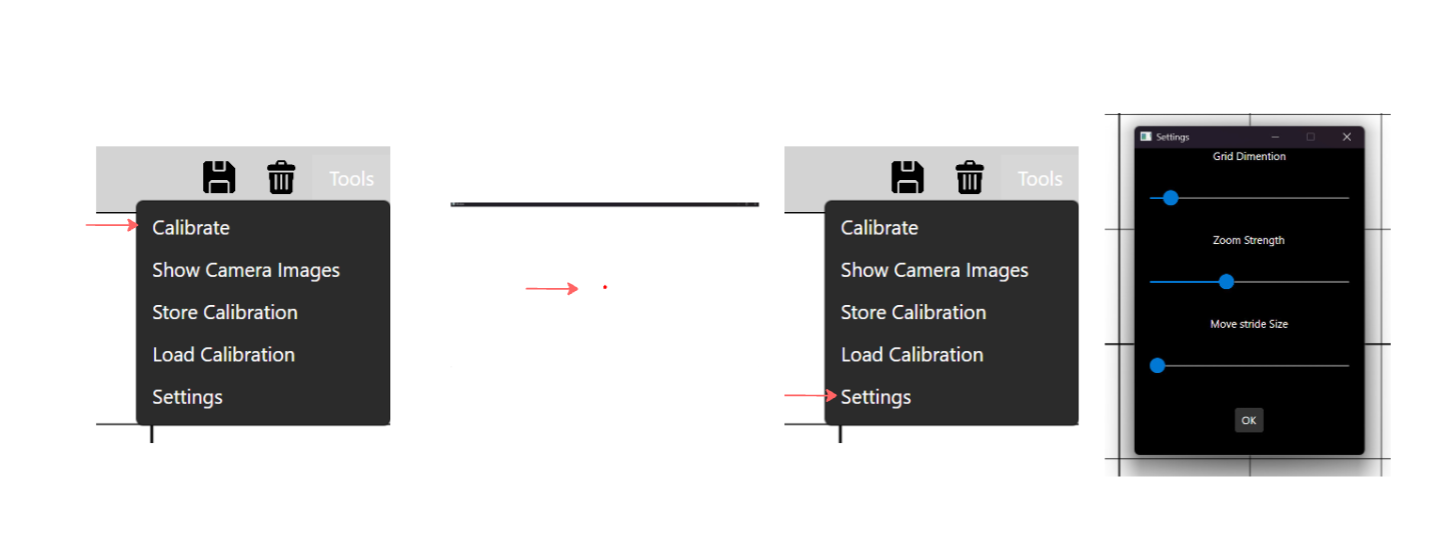 Tools
Calibrate
Show Camera Images
Store Calibration
Load Calibration
Settings
Tools
Calibrate
Show Camera Images
Store Calibration
Load Calibration
Settings
Settings
Grid Dimention
Zoom Strength
Move stride Size
OK